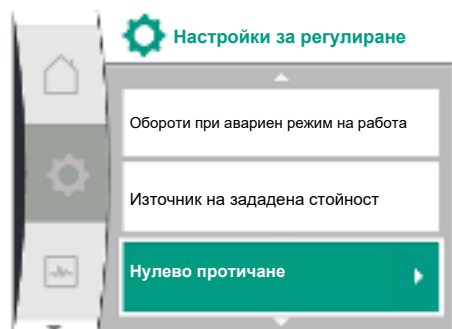 Настройки за регулиране
Обороти при авариен режим на работа
Източник на зададена стойност
Нулево протичане